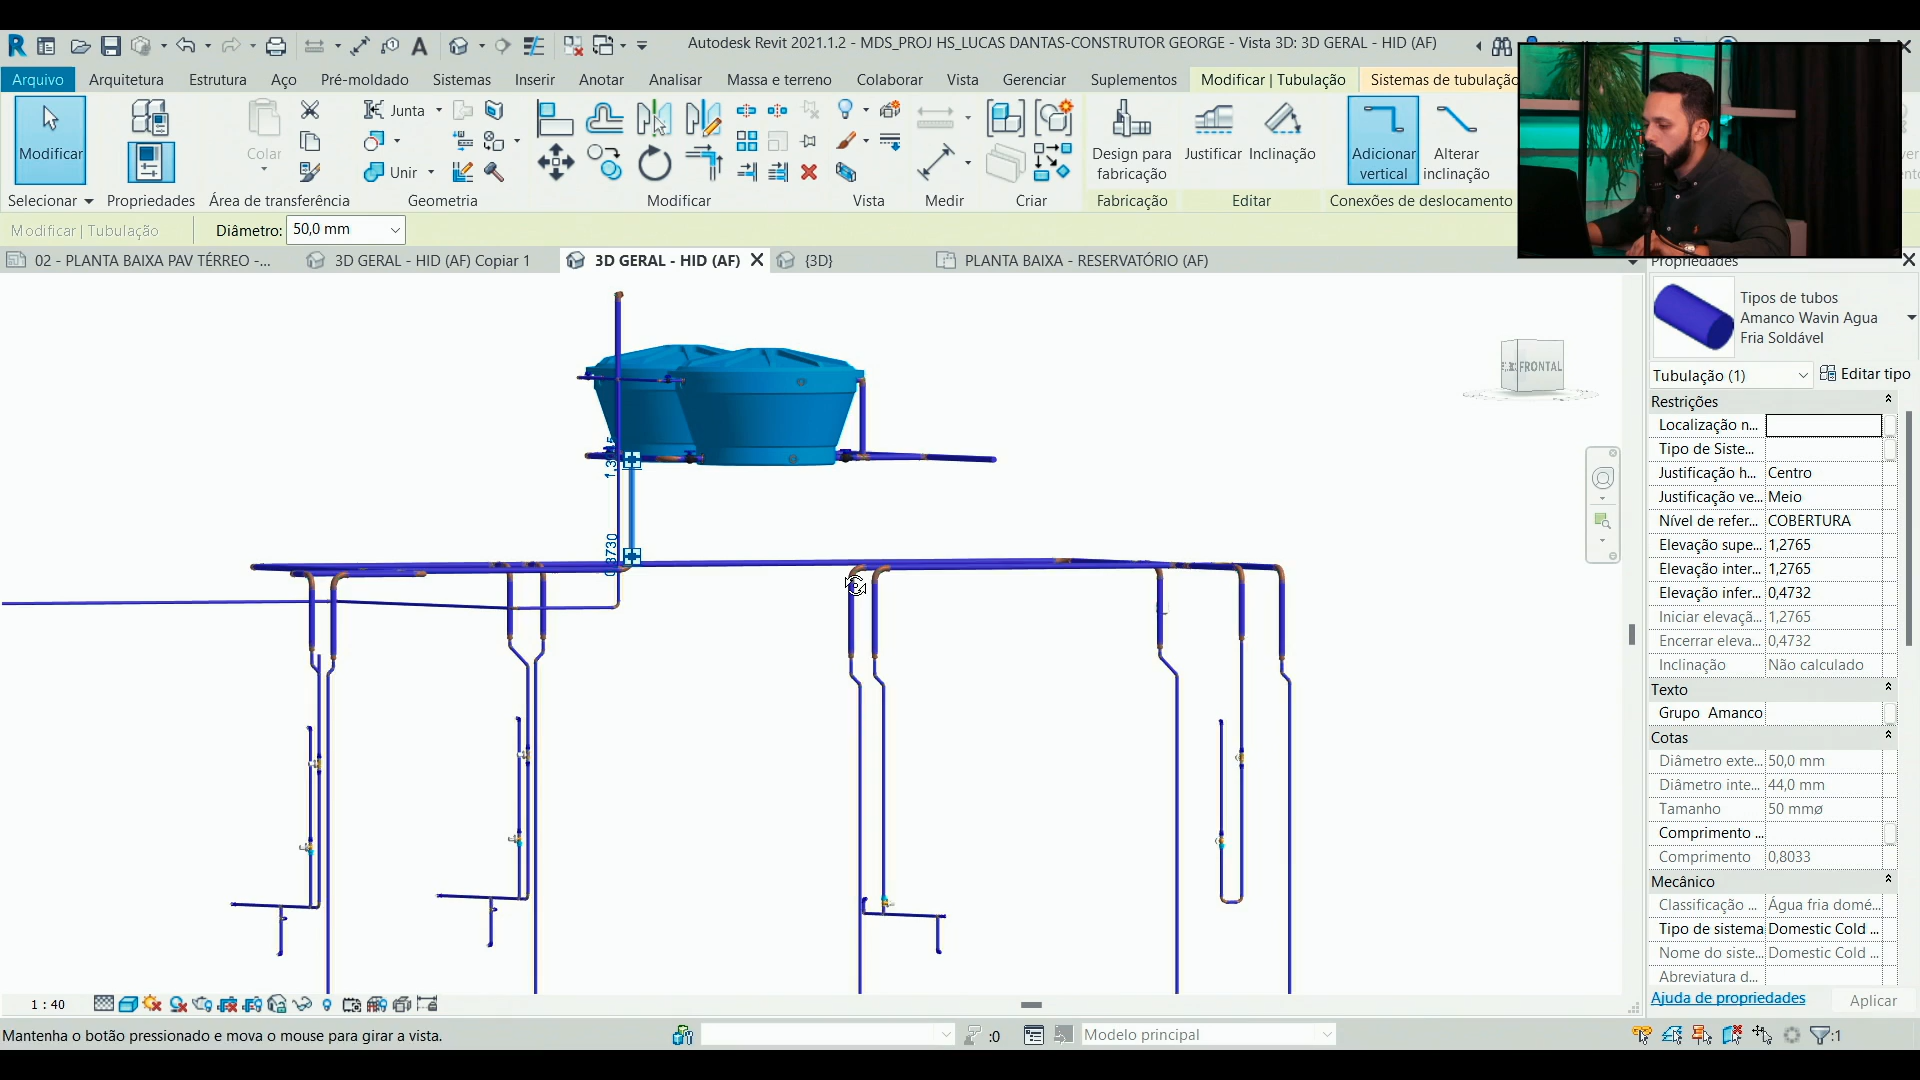 Autodesk Revit 2021.1.2 - MDS_PROJ HS_LUCAS DANTAS-CONSTRUTOR GEORGE - Vista 3D: 3D GERAL - HID (AF)
Arquivo Arquitetura Estrutura Aço Pré-moldado Sistemas Inserir Anotar Analisar Massa e terreno Colaborar Vista Gerenciar Suplementos Modificar | Tubulação Sistemas de tubulação
Modificar
Colar
Junta
Unir
Design para fabricação
Justificar
Inclinação
Adicionar vertical
Alterar inclinação
Selecionar Propriedades Área de transferência Geometria Modificar Vista Medir Criar Fabricação Editar Conexões de deslocamento
Modificar | Tubulação Diâmetro: 50,0 mm
02 - PLANTA BAIXA PAV TÉRREO -... 3D GERAL - HID (AF) Copiar 1 3D GERAL - HID (AF) {3D} PLANTA BAIXA - RESERVATÓRIO (AF)
FRONTAL
Propriedades
Tipos de tubos
Amanco Wavin Agua
Fria Soldável
Tubulação (1) Editar tipo
Restrições
Localização n...
Tipo de Siste...
Justificação h... Centro
Justificação ve... Meio
Nível de refer... COBERTURA
Elevação supe... 1,2765
Elevação inter... 1,2765
Elevação infer... 0,4732
Iniciar elevaçã... 1,2765
Encerrar eleva... 0,4732
Inclinação Não calculado
Texto
Grupo Amanco
Cotas
Diâmetro exte... 50,0 mm
Diâmetro inte... 44,0 mm
Tamanho 50 mmø
Comprimento ...
Comprimento 0,8033
Mecânico
Classificação ... Água fria domé...
Tipo de sistema Domestic Cold ...
Nome do siste... Domestic Cold ...
Abreviatura d...
Ajuda de propriedades Aplicar
1 : 40
Mantenha o botão pressionado e mova o mouse para girar a vista. :0 Modelo principal :1